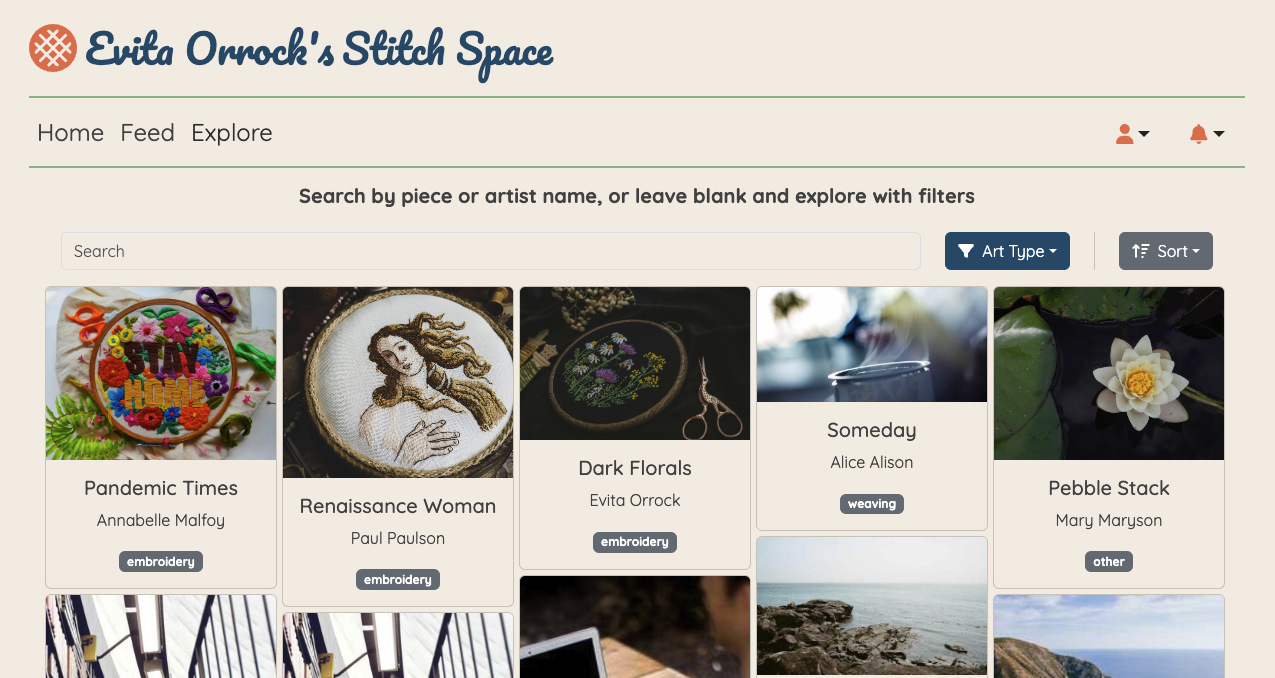 Evita Orrock's Stitch Space
Home Feed Explore
Search by piece or artist name, or leave blank and explore with filters
Search
Art Type
Sort
STAY
HOME
Pandemic Times
Annabelle Malfoy
embroidery
Renaissance Woman
Paul Paulson
embroidery
Dark Florals
Evita Orrock
embroidery
Someday
Alice Alison
weaving
Pebble Stack
Mary Maryson
other